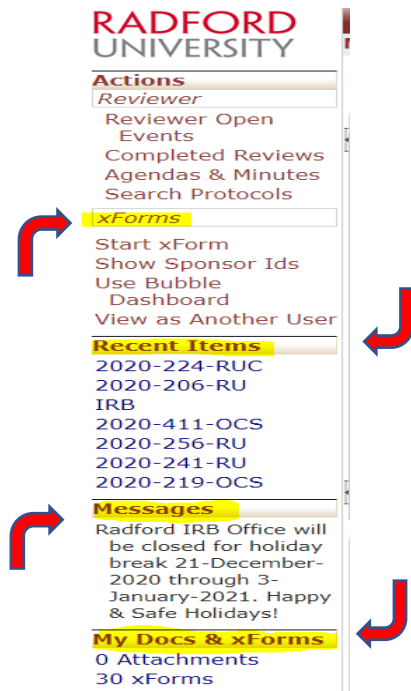 RADFORD
UNIVERSITY
Actions
Reviewer
Reviewer Open
Events
Completed Reviews
Agendas & Minutes
Search Protocols
xForms
Start xForm
Show Sponsor Ids
Use Bubble
Dashboard
View as Another User
Recent Items
2020-224-RUC
2020-206-RU
IRB
2020-411-OCS
2020-256-RU
2020-241-RU
2020-219-OCS
Messages
Radford IRB Office will
be closed for holiday
break 21-December-
2020 through 3-
January-2021. Happy
& Safe Holidays!
My Docs & xForms
0 Attachments
30 xForms